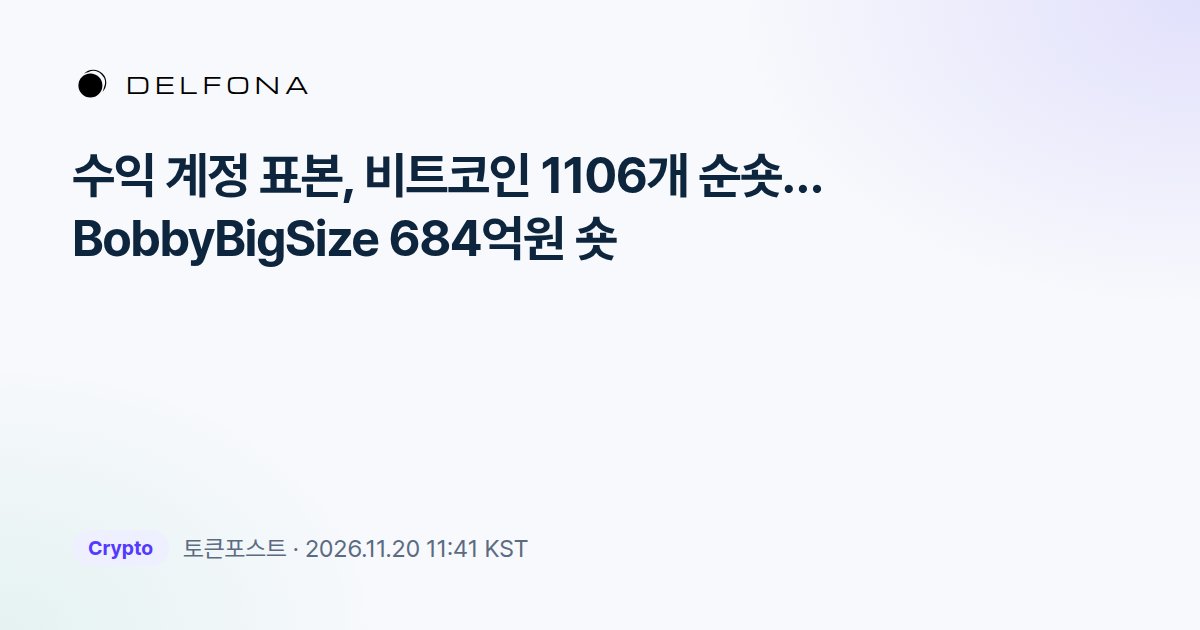 DELFONA
수익 계정 표본, 비트코인 1106개 순숏…
BobbyBigSize 684억원 숏
Crypto 토큰포스트 · 2026.11.20 11:41 KST